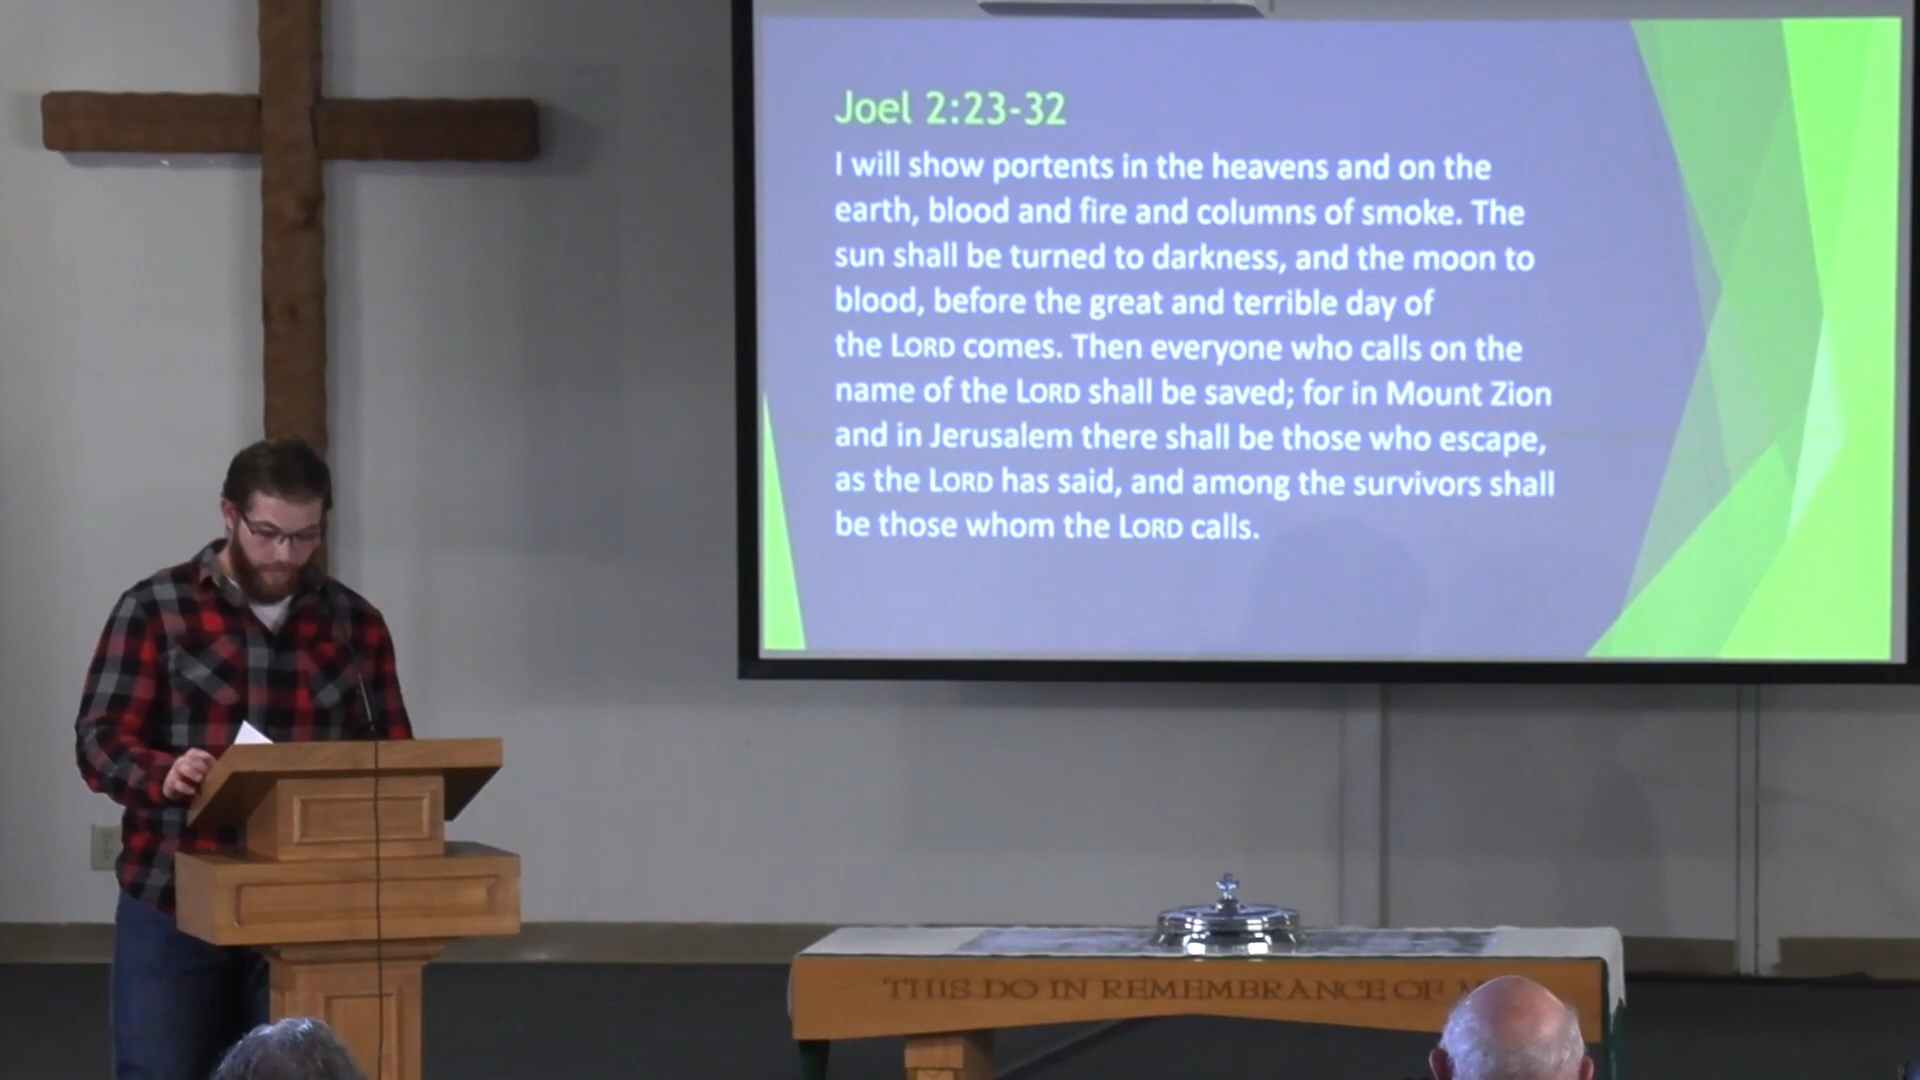 Joel 2:23-32
I will show portents in the heavens and on the
earth, blood and fire and columns of smoke. The
sun shall be turned to darkness, and the moon to
blood, before the great and terrible day of
the LORD comes. Then everyone who calls on the
name of the LORD shall be saved; for in Mount Zion
and in Jerusalem there shall be those who escape,
as the LORD has said, and among the survivors shall
be those whom the LORD calls.
THIS DO IN REMEMBRANCE OF